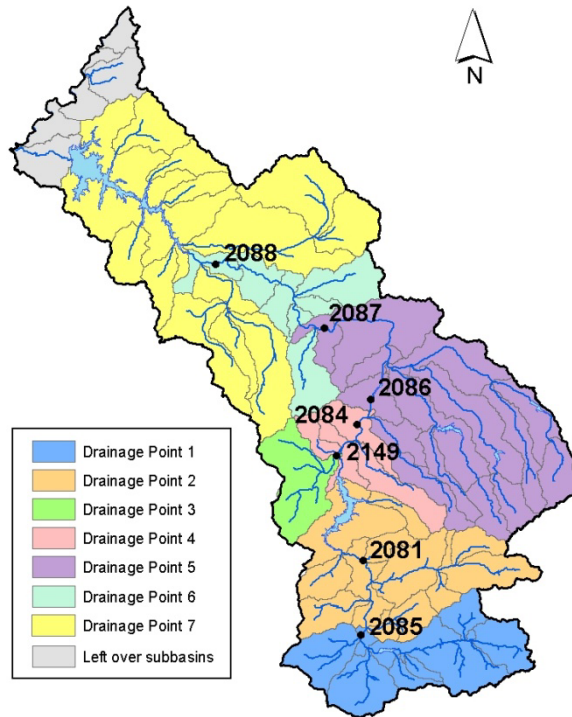 N
2088
2087
2086
2084
2149
2081
2085
Drainage Point 1
Drainage Point 2
Drainage Point 3
Drainage Point 4
Drainage Point 5
Drainage Point 6
Drainage Point 7
Left over subbasins